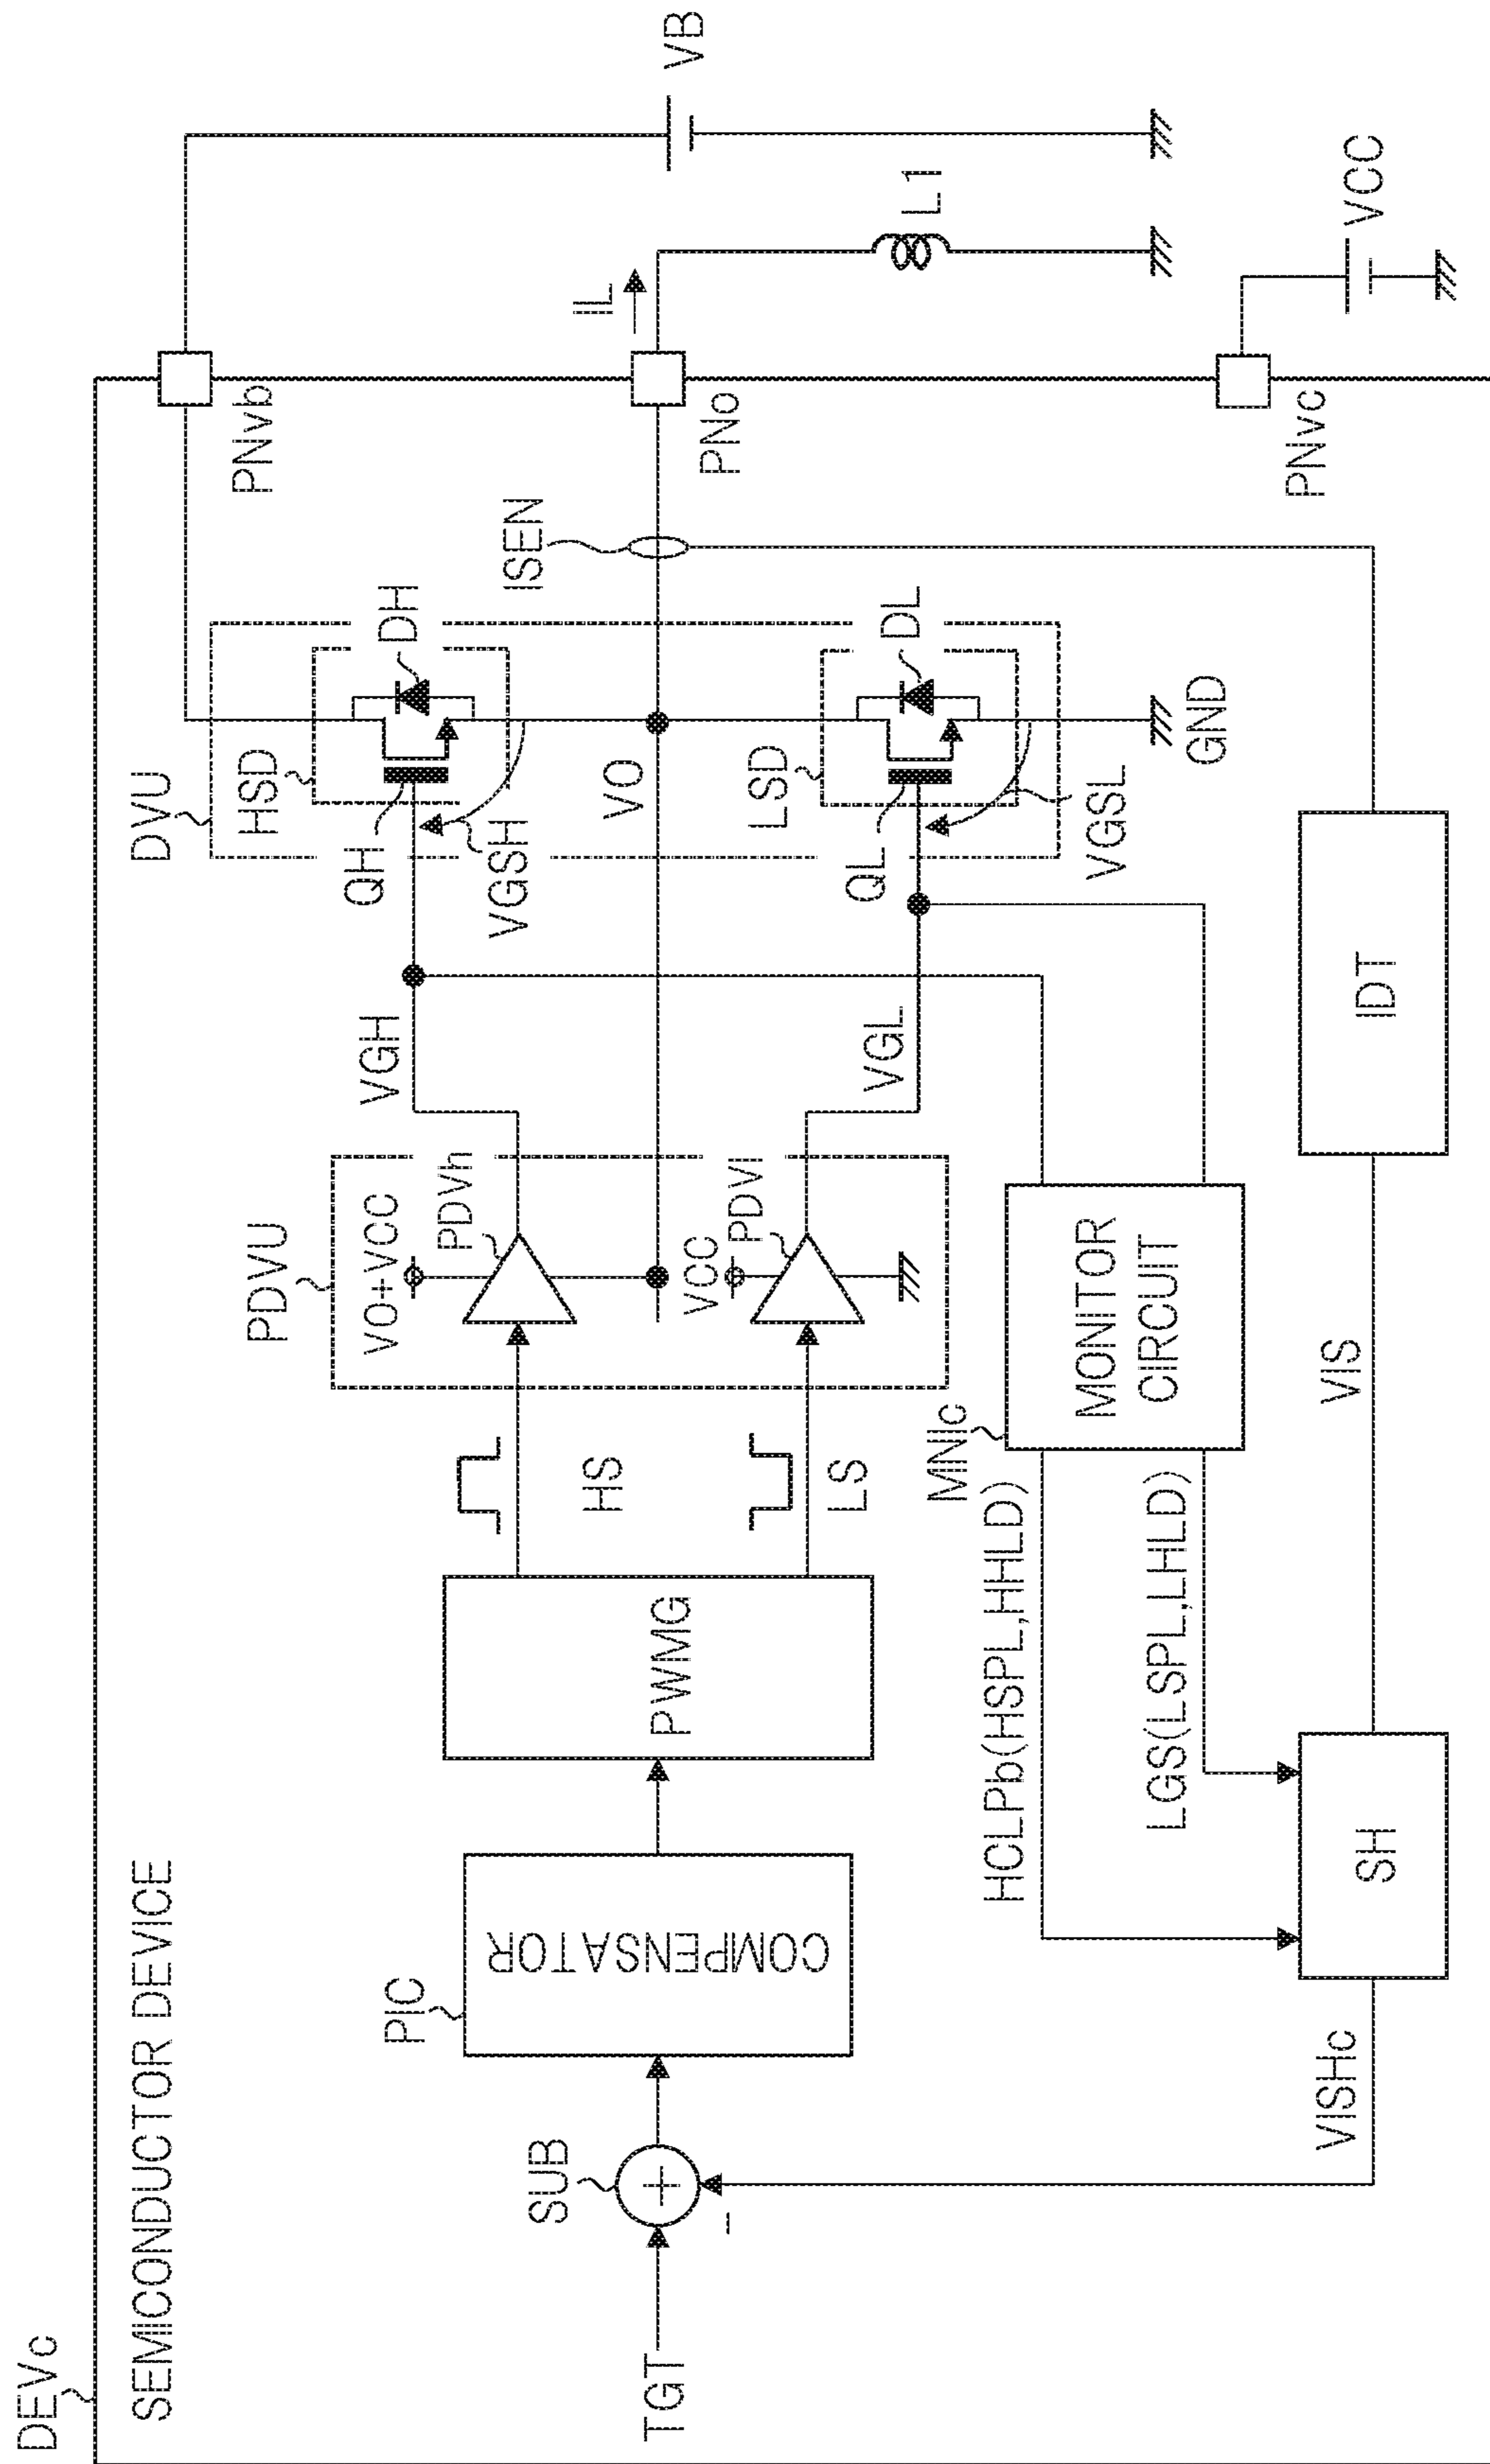 DEVc
SEMICONDUCTOR DEVICE
TGT
SUB
-
PIC
COMPENSATOR
PWMG
HS
LS
PDVU
VO+VCC
PDVh
VCC
PDVl
VGH
VGL
DVU
HSD
QH
DH
VGSH
VO
LSD
QL
DL
VGSL
GND
ISEN
PNvb
PNo
PNvc
IL
L1
VB
VCC
MNIc
MONITOR
CIRCUIT
HCLPb(HSPL,HHLD)
LGS(LSPL,LHLD)
SH
VIS
IDT
VISHc